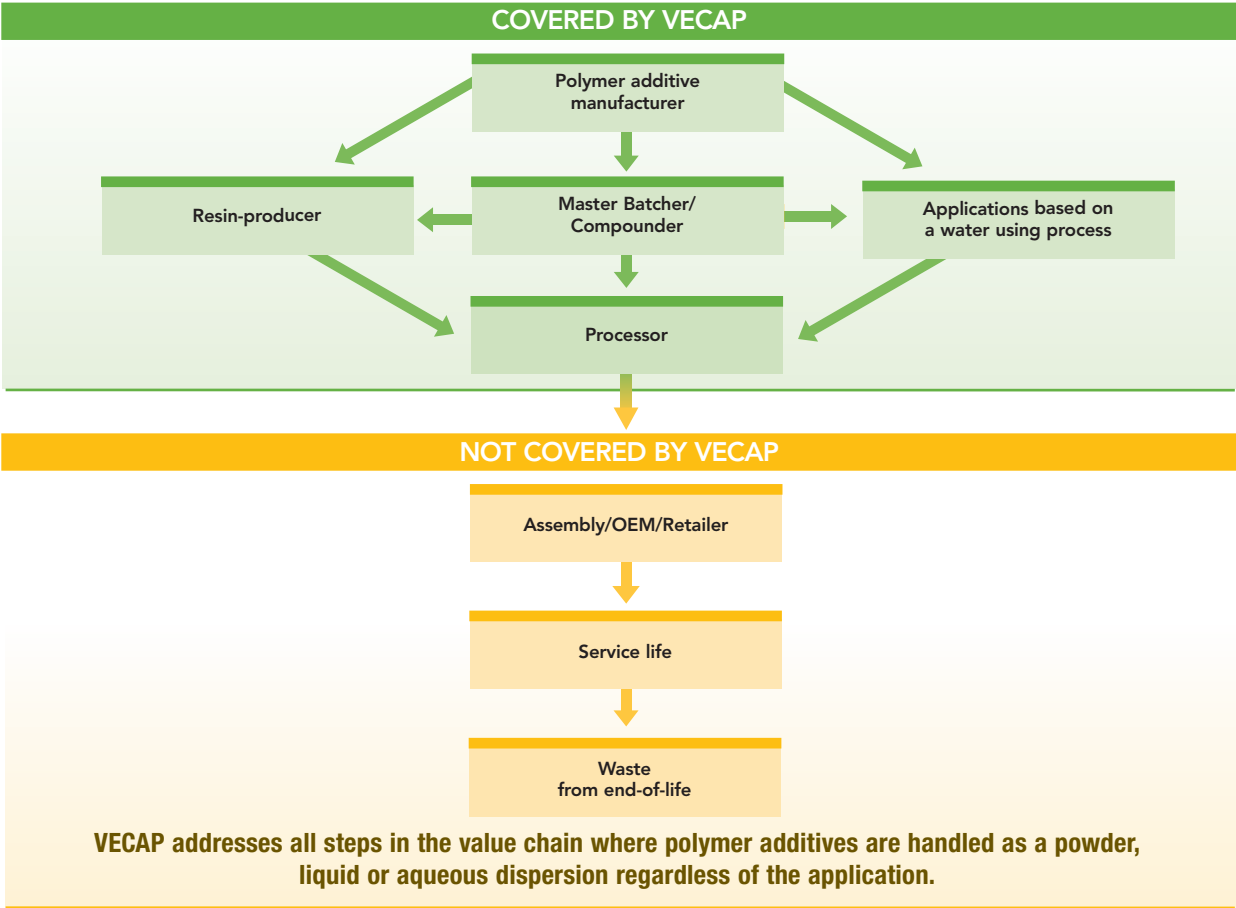 COVERED BY VECAP
Polymer additive
manufacturer
Resin-producer
Master Batcher/
Compounder
Applications based on
a water using process
Processor
NOT COVERED BY VECAP
Assembly/OEM/Retailer
Service life
Waste
from end-of-life
VECAP addresses all steps in the value chain where polymer additives are handled as a powder,
liquid or aqueous dispersion regardless of the application.